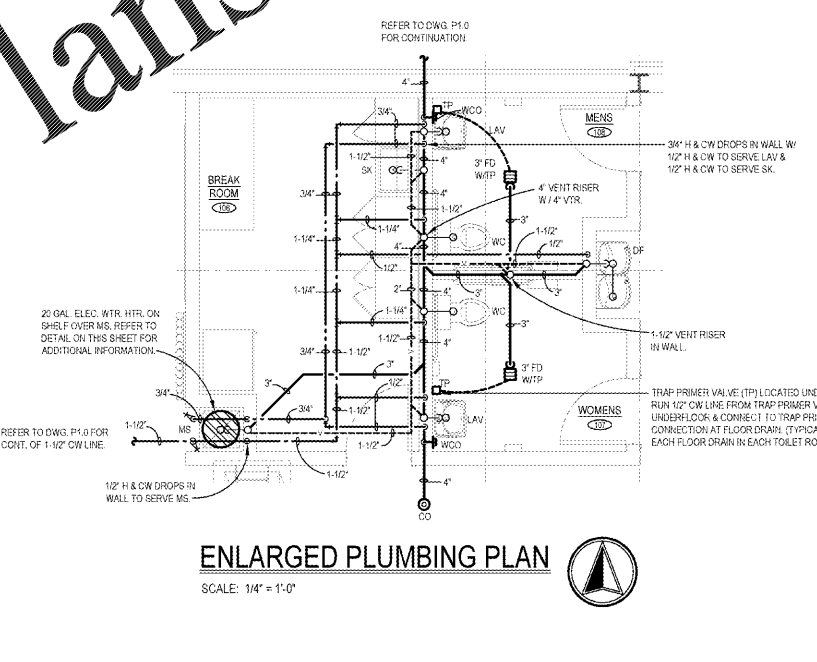 lans
REFER TO DWG. P1.0
FOR CONTINUATION.
4"
TP
WCO
3/4"
LAV
MENS
108
3/4" H & CW DROPS IN WALL W/
1/2" H & CW TO SERVE LAV &
1/2" H & CW TO SERVE SK.
1-1/2"
4"
SK
3" FD
W/TP
BREAK
ROOM
106
3/4"
4"
1-1/2"
4" VENT RISER
W / 4" VTR.
1-1/4"
3"
1-1/2"
1-1/4"
4"
WC
1/2"
DF
1/2"
3"
3"
2"
4"
1-1/4"
1-1/4"
WC
3"
20 GAL. ELEC. WTR. HTR. ON
SHELF OVER MS. REFER TO
DETAIL ON THIS SHEET FOR
ADDITIONAL INFORMATION.
1-1/2" VENT RISER
IN WALL.
1-1/2"
4"
3/4"
1-1/2"
3"
1/2"
3" FD
W/TP
3"
TP
3/4"
3/4"
1-1/2"
TRAP PRIMER VALVE (TP) LOCATED UND
RUN 1/2" CW LINE FROM TRAP PRIMER V
UNDERFLOOR & CONNECT TO TRAP PRI
CONNECTION AT FLOOR DRAIN. (TYPICA
EACH FLOOR DRAIN IN EACH TOILET RO
WOMENS
107
4"
LAV
MS
REFER TO DWG. P1.0 FOR
CONT. OF 1-1/2" CW LINE.
1-1/2"
1-1/2"
WCO
1-1/2"
4"
1/2" H & CW DROPS IN
WALL TO SERVE MS.
CO
ENLARGED PLUMBING PLAN
SCALE: 1/4" = 1'-0"